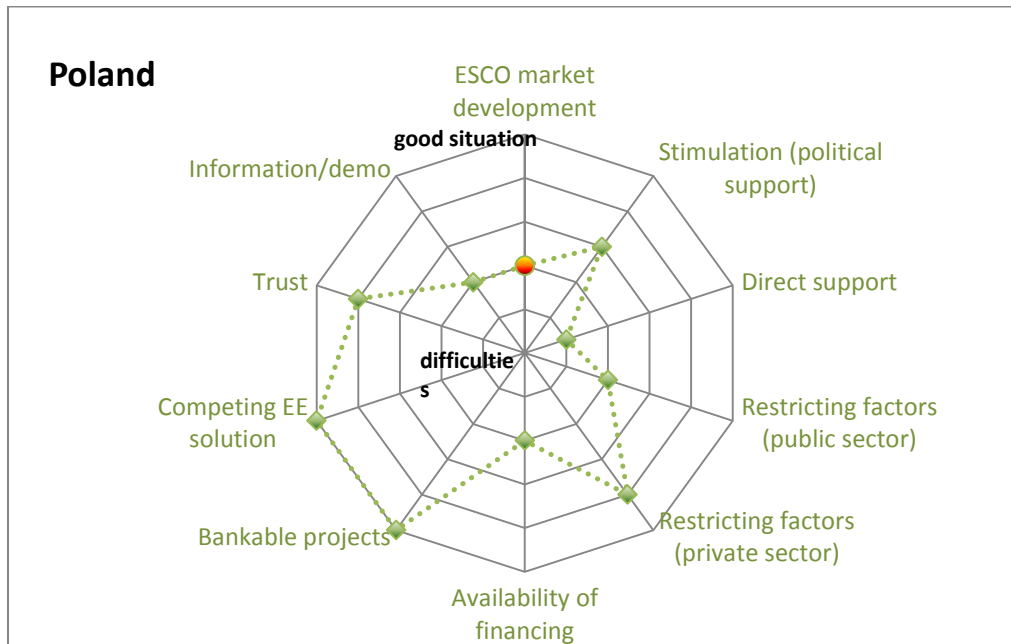 Poland
ESCO market
development
good situation
Stimulation (political
support)
Information/demo
Trust
Direct support
difficultie
s
Competing EE
solution
Restricting factors
(public sector)
Bankable projects
Restricting factors
(private sector)
Availability of
financing